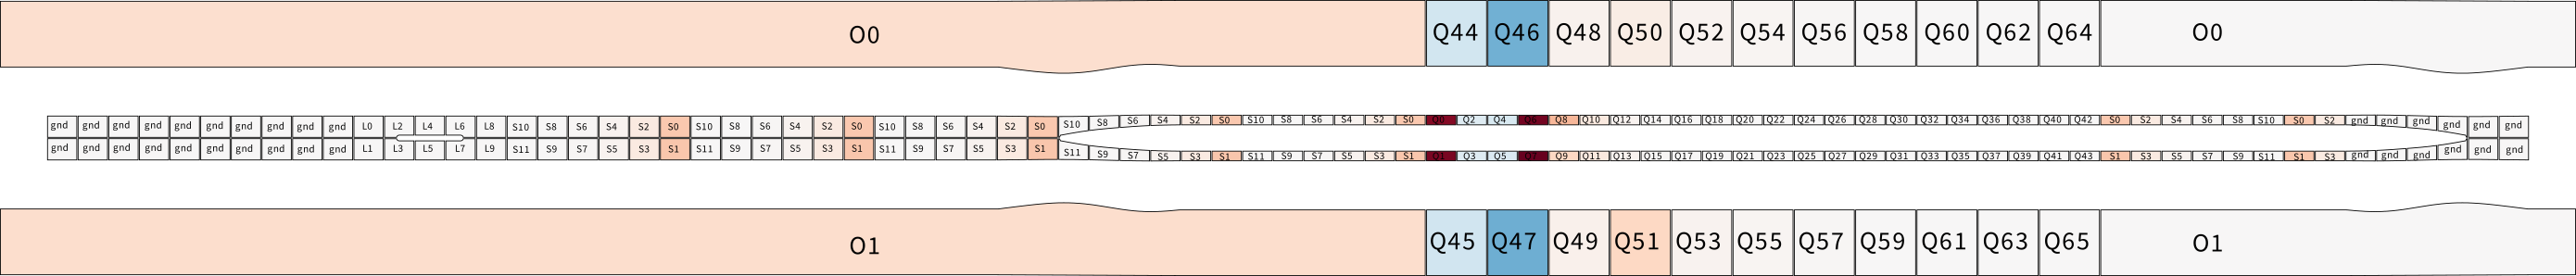 O0 Q44 Q46 Q48 Q50 Q52 Q54 Q56 Q58 Q60 Q62 Q64 O0
gnd gnd gnd gnd gnd gnd gnd gnd gnd gnd L0 L2 L4 L6 L8 S10 S8 S6 S4 S2 S0 S10 S8 S6 S4 S2 S0 S10 S8 S6 S4 S2 S0 S10 S8 S6 S4 S2 S0 S10 S8 S6 S4 S2 S0 Q0 Q2 Q4 Q6 Q8 Q10 Q12 Q14 Q16 Q18 Q20 Q22 Q24 Q26 Q28 Q30 Q32 Q34 Q36 Q38 Q40 Q42 S0 S2 S4 S6 S8 S10 S0 S2 gnd gnd gnd gnd gnd gnd
gnd gnd gnd gnd gnd gnd gnd gnd gnd gnd L1 L3 L5 L7 L9 S11 S9 S7 S5 S3 S1 S11 S9 S7 S5 S3 S1 S11 S9 S7 S5 S3 S1 S11 S9 S7 S5 S3 S1 S11 S9 S7 S5 S3 S1 Q1 Q3 Q5 Q7 Q9 Q11 Q13 Q15 Q17 Q19 Q21 Q23 Q25 Q27 Q29 Q31 Q33 Q35 Q37 Q39 Q41 Q43 S1 S3 S5 S7 S9 S11 S1 S3 gnd gnd gnd gnd gnd gnd
O1 Q45 Q47 Q49 Q51 Q53 Q55 Q57 Q59 Q61 Q63 Q65 O1